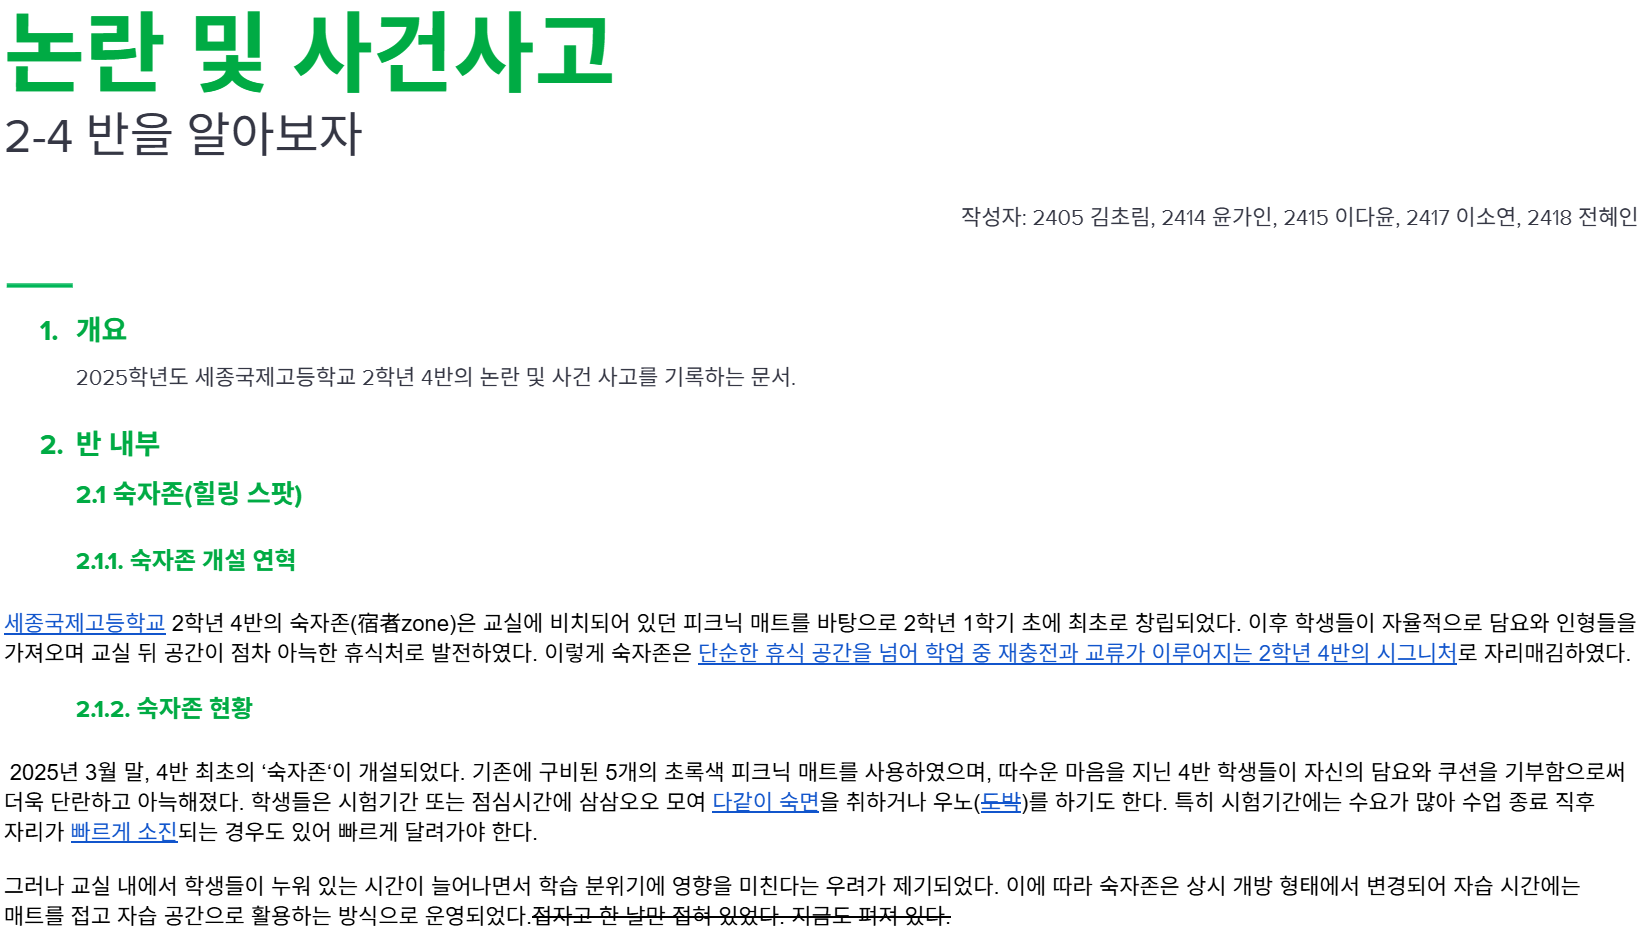 논란 및 사건사고
2-4 반을 알아보자
작성자: 2405 김초림, 2414 윤가인, 2415 이다윤, 2417 이소연, 2418 전혜인
1. 개요
2025학년도 세종국제고등학교 2학년 4반의 논란 및 사건 사고를 기록하는 문서.
2. 반 내부
2.1 숙자존(힐링 스팟)
2.1.1. 숙자존 개설 연혁
세종국제고등학교 2학년 4반의 숙자존(宿者zone)은 교실에 비치되어 있던 피크닉 매트를 바탕으로 2학년 1학기 초에 최초로 창립되었다. 이후 학생들이 자율적으로 담요와 인형들을
가져오며 교실 뒤 공간이 점차 아늑한 휴식처로 발전하였다. 이렇게 숙자존은 단순한 휴식 공간을 넘어 학업 중 재충전과 교류가 이루어지는 2학년 4반의 시그니처로 자리매김하였다.
2.1.2. 숙자존 현황
2025년 3월 말, 4반 최초의 ‘숙자존‘이 개설되었다. 기존에 구비된 5개의 초록색 피크닉 매트를 사용하였으며, 따수운 마음을 지닌 4반 학생들이 자신의 담요와 쿠션을 기부함으로써
더욱 단란하고 아늑해졌다. 학생들은 시험기간 또는 점심시간에 삼삼오오 모여 다같이 숙면을 취하거나 우노(도박)를 하기도 한다. 특히 시험기간에는 수요가 많아 수업 종료 직후
자리가 빠르게 소진되는 경우도 있어 빠르게 달려가야 한다.
그러나 교실 내에서 학생들이 누워 있는 시간이 늘어나면서 학습 분위기에 영향을 미친다는 우려가 제기되었다. 이에 따라 숙자존은 상시 개방 형태에서 변경되어 자습 시간에는
매트를 접고 자습 공간으로 활용하는 방식으로 운영되었다.접자고 한 날만 접혀 있었다. 지금도 펴져 있다.